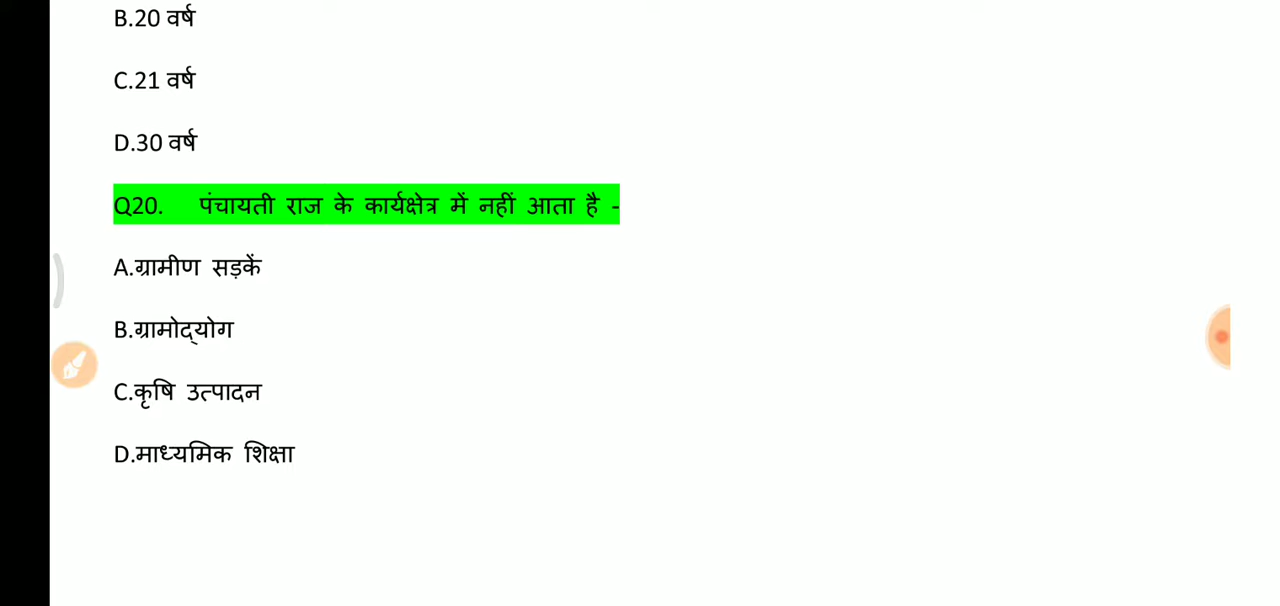 B.20 वर्ष
C.21 वर्ष
D.30 वर्ष
Q20. पंचायती राज के कार्यक्षेत्र में नहीं आता है -
A.ग्रामीण सड़कें
B.ग्रामोद्योग
C.कृषि उत्पादन
D.माध्यमिक शिक्षा